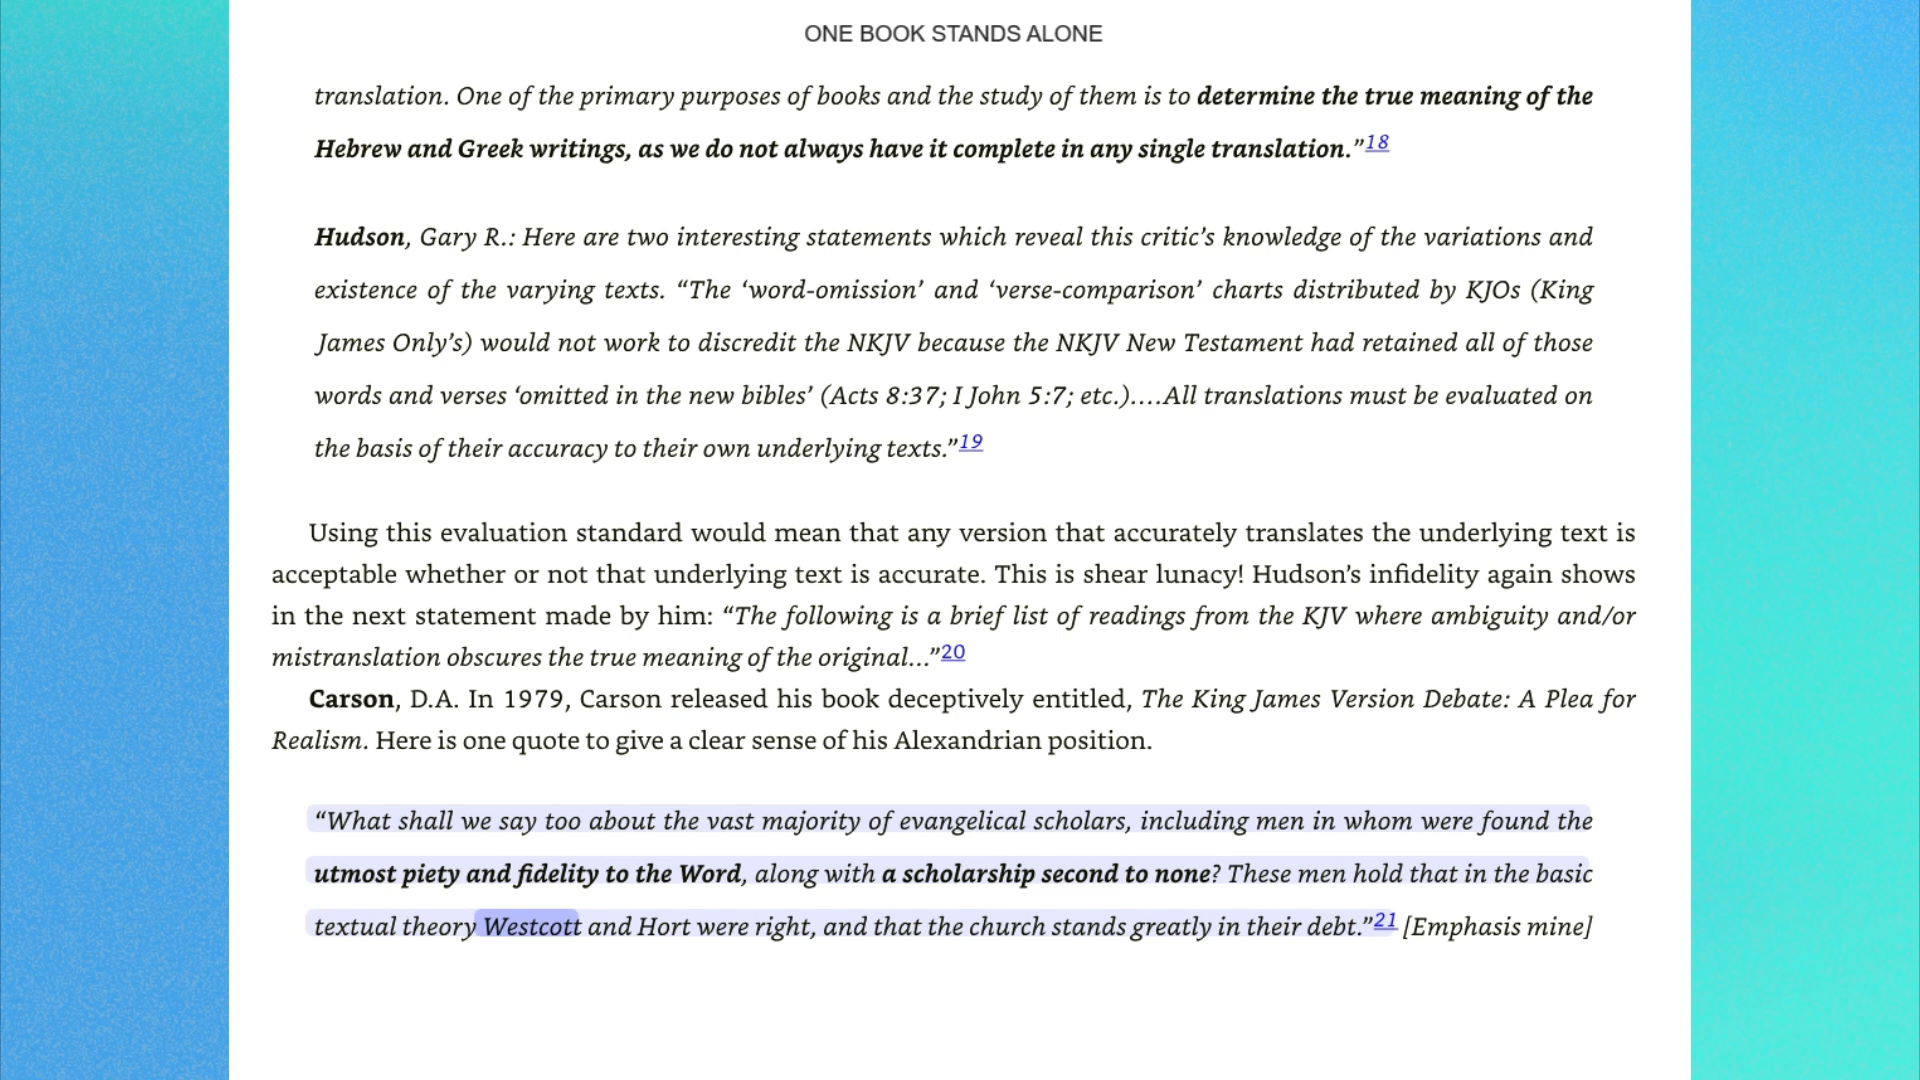 ONE BOOK STANDS ALONE
translation. One of the primary purposes of books and the study of them is to determine the true meaning of the
Hebrew and Greek writings, as we do not always have it complete in any single translation.”18
Hudson, Gary R.: Here are two interesting statements which reveal this critic’s knowledge of the variations and
existence of the varying texts. “The ‘word-omission’ and ‘verse-comparison’ charts distributed by KJOs (King
James Only’s) would not work to discredit the NKJV because the NKJV New Testament had retained all of those
words and verses ‘omitted in the new bibles’ (Acts 8:37; I John 5:7; etc.)….All translations must be evaluated on
the basis of their accuracy to their own underlying texts.”19
Using this evaluation standard would mean that any version that accurately translates the underlying text is
acceptable whether or not that underlying text is accurate. This is shear lunacy! Hudson’s infidelity again shows
in the next statement made by him: “The following is a brief list of readings from the KJV where ambiguity and/or
mistranslation obscures the true meaning of the original…”20
Carson, D.A. In 1979, Carson released his book deceptively entitled, The King James Version Debate: A Plea for
Realism. Here is one quote to give a clear sense of his Alexandrian position.
“What shall we say too about the vast majority of evangelical scholars, including men in whom were found the
utmost piety and fidelity to the Word, along with a scholarship second to none? These men hold that in the basic
textual theory Westcott and Hort were right, and that the church stands greatly in their debt.”21 [Emphasis mine]